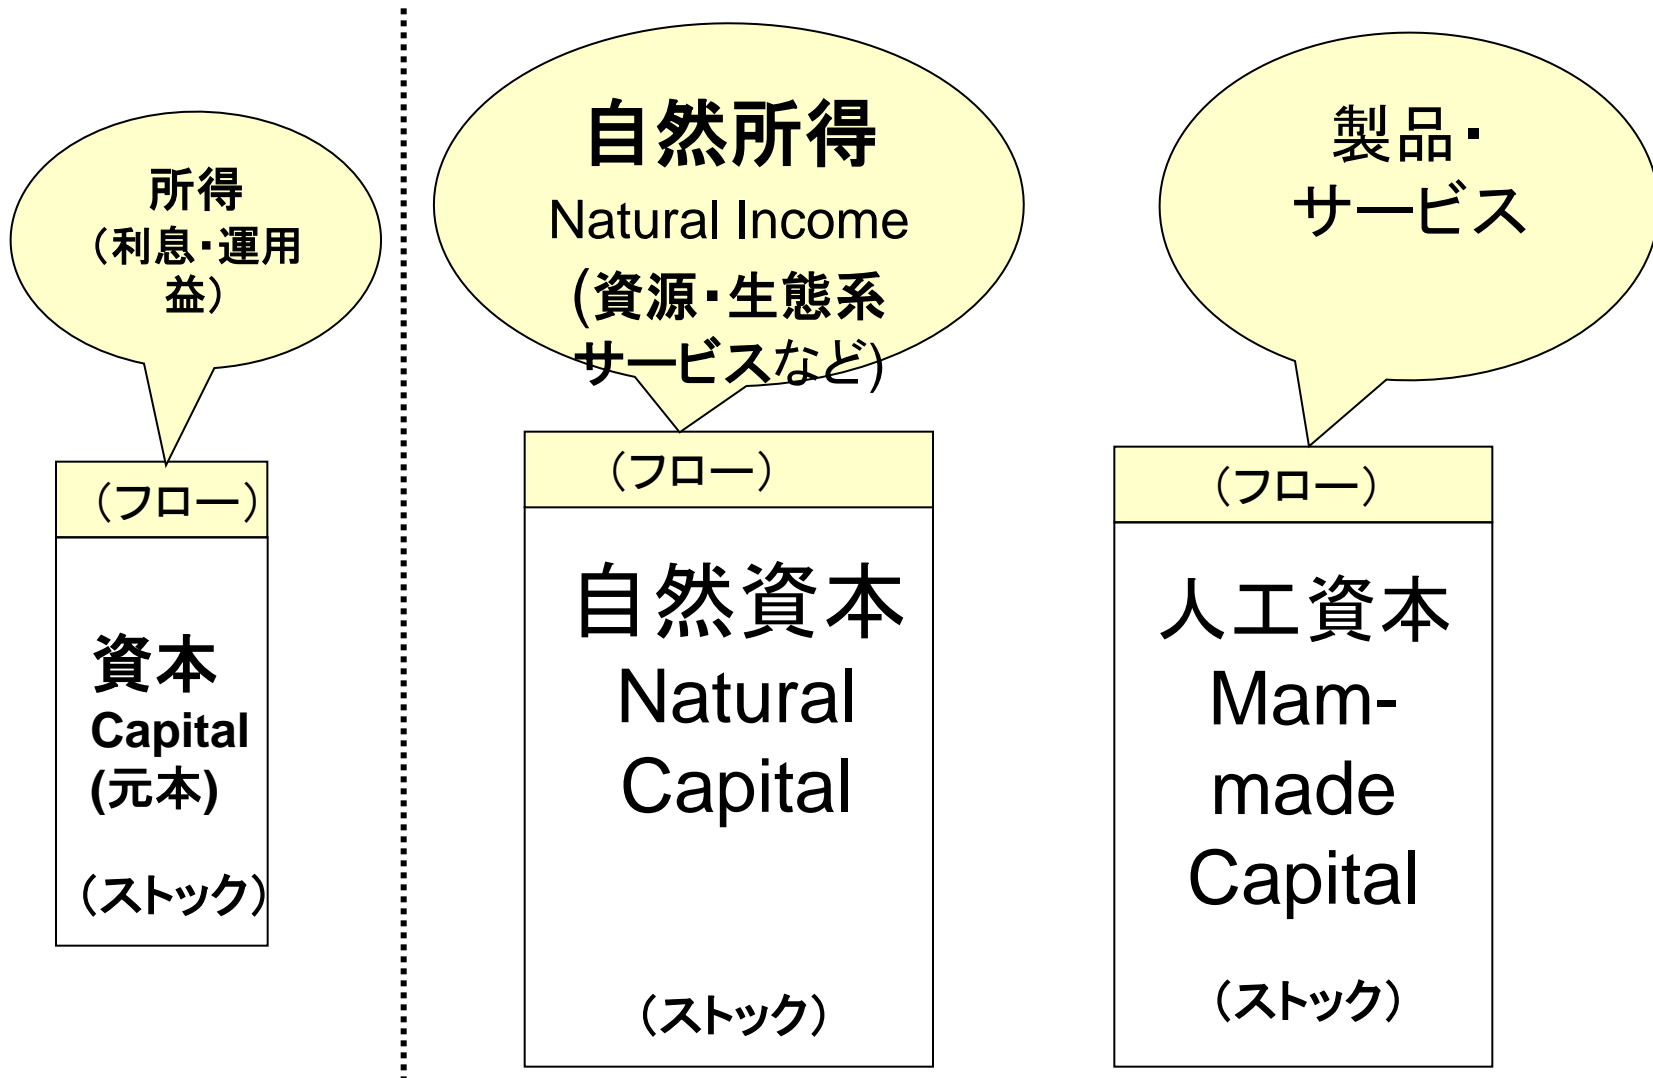 所得
（利息・運用
益）
（フロー）
資本
Capital
(元本)
（ストック）
自然所得
Natural Income
(資源・生態系
サービスなど)
（フロー）
自然資本
Natural
Capital
（ストック）
製品・
サービス
（フロー）
人工資本
Mam-
made
Capital
（ストック）